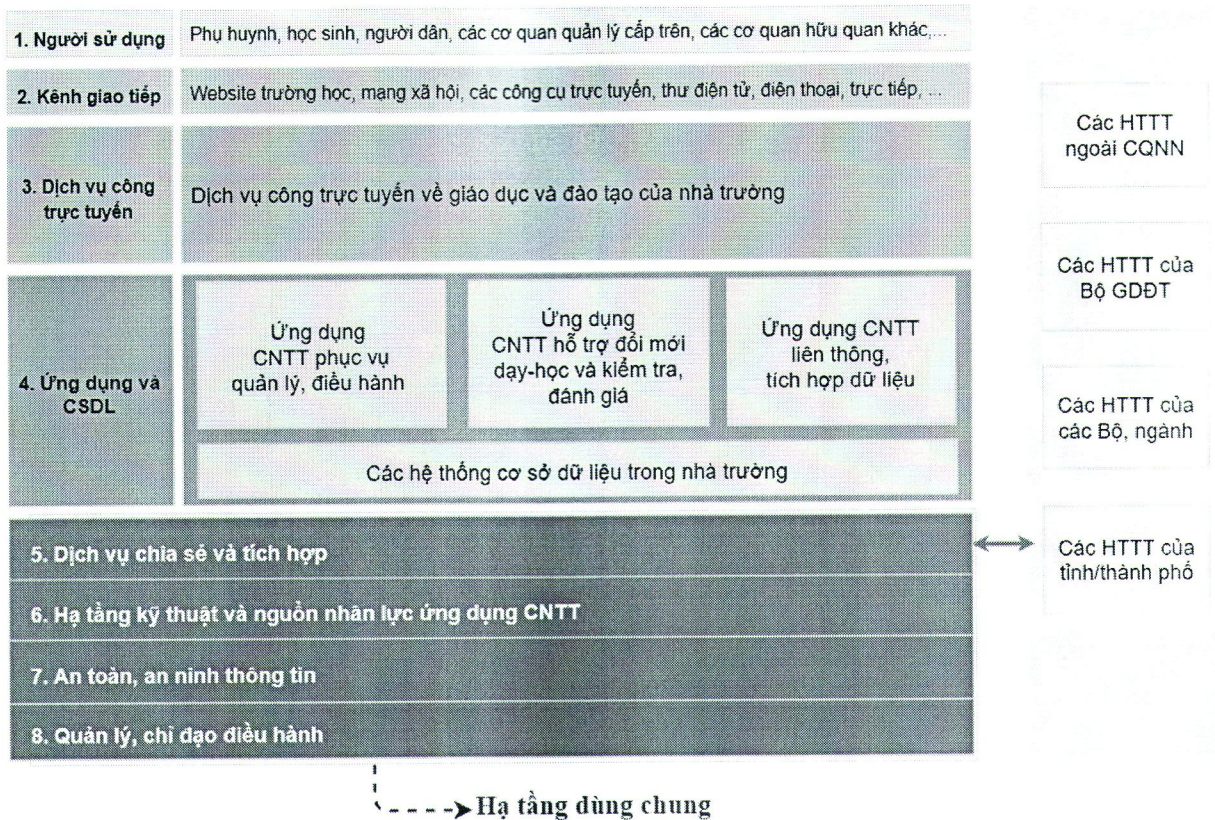 1. Người sử dụng
Phụ huynh, học sinh, người dân, các cơ quan quản lý cấp trên, các cơ quan hữu quan khác,...
2. Kênh giao tiếp
Website trường học, mạng xã hội, các công cụ trực tuyến, thư điện tử, điện thoại, trực tiếp, ...
3. Dịch vụ công
trực tuyến
Dịch vụ công trực tuyến về giáo dục và đào tạo của nhà trường
4. Ứng dụng và
CSDL
Ứng dụng
CNTT phục vụ
quản lý, điều hành
Ứng dụng
CNTT hỗ trợ đổi mới
dạy-học và kiểm tra,
đánh giá
Ứng dụng CNTT
liên thông,
tích hợp dữ liệu
Các hệ thống cơ sở dữ liệu trong nhà trường
5. Dịch vụ chia sẻ và tích hợp
6. Hạ tầng kỹ thuật và nguồn nhân lực ứng dụng CNTT
7. An toàn, an ninh thông tin
8. Quản lý, chỉ đạo điều hành
Hạ tầng dùng chung
Các HTTT
ngoài CQNN
Các HTTT của
Bộ GDĐT
Các HTTT của
các Bộ, ngành
Các HTTT của
tỉnh/thành phố